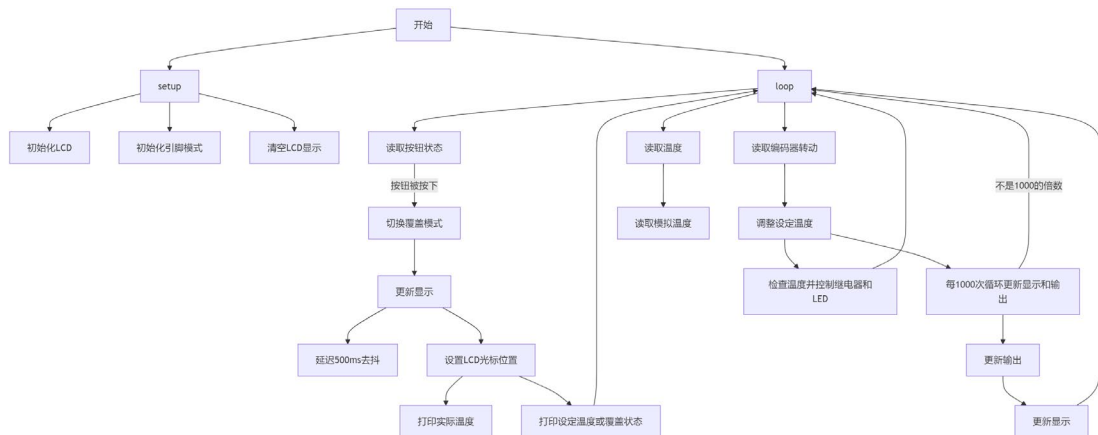 开始
setup
loop
初始化LCD
初始化引脚模式
清空LCD显示
读取按钮状态
读取温度
读取编码器转动
按钮被按下
不是1000的倍数
切换覆盖模式
读取模拟温度
调整设定温度
更新显示
检查温度并控制继电器和
LED
每1000次循环更新显示和输
出
延迟500ms去抖
设置LCD光标位置
更新输出
打印实际温度
打印设定温度或覆盖状态
更新显示